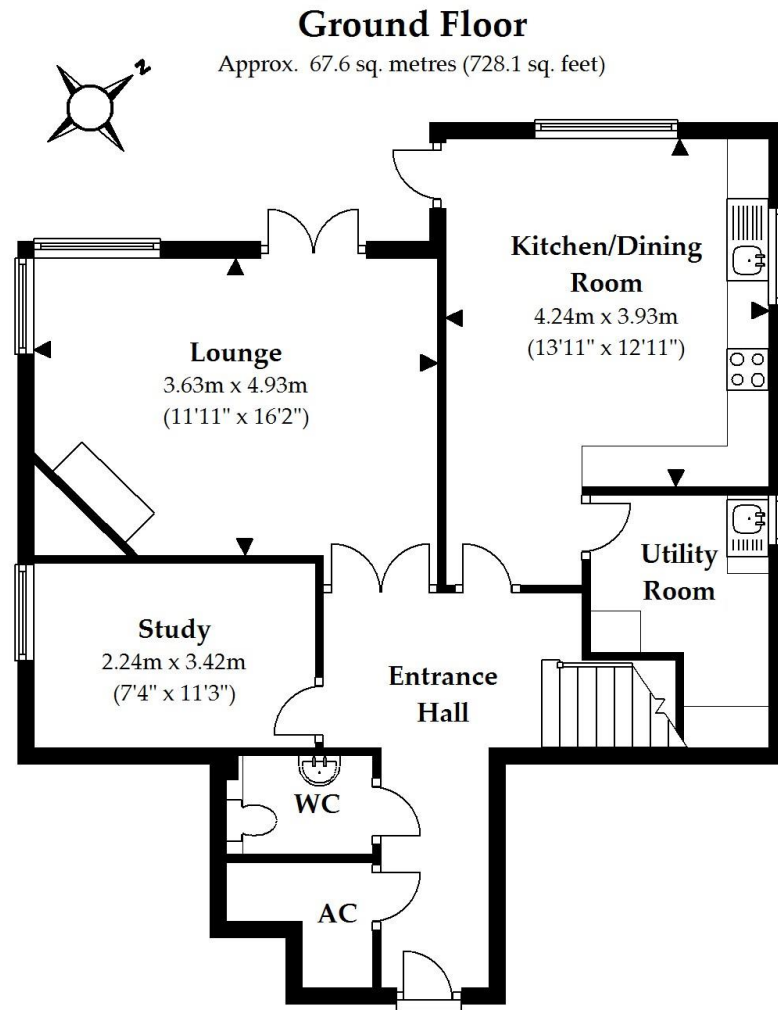 Ground Floor
Approx. 67.6 sq. metres (728.1 sq. feet)
N
Kitchen/Dining
Room
4.24m x 3.93m
(13'11" x 12'11")
Lounge
3.63m x 4.93m
(11'11" x 16'2")
Utility
Room
Study
2.24m x 3.42m
(7'4" x 11'3")
Entrance
Hall
WC
AC